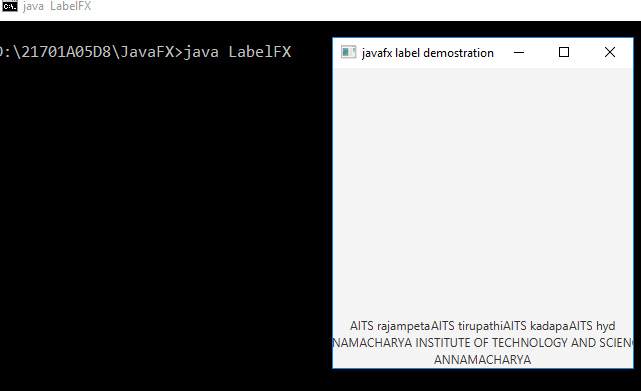 java LabelFX
:\21701A05D8\JavaFX>java LabelFX
javafx label demostration
AITS rajampetaAITS tirupathiAITS kadapaAITS hyd
NAMACHARYA INSTITUTE OF TECHNOLOGY AND SCIEN
ANNAMACHARYA